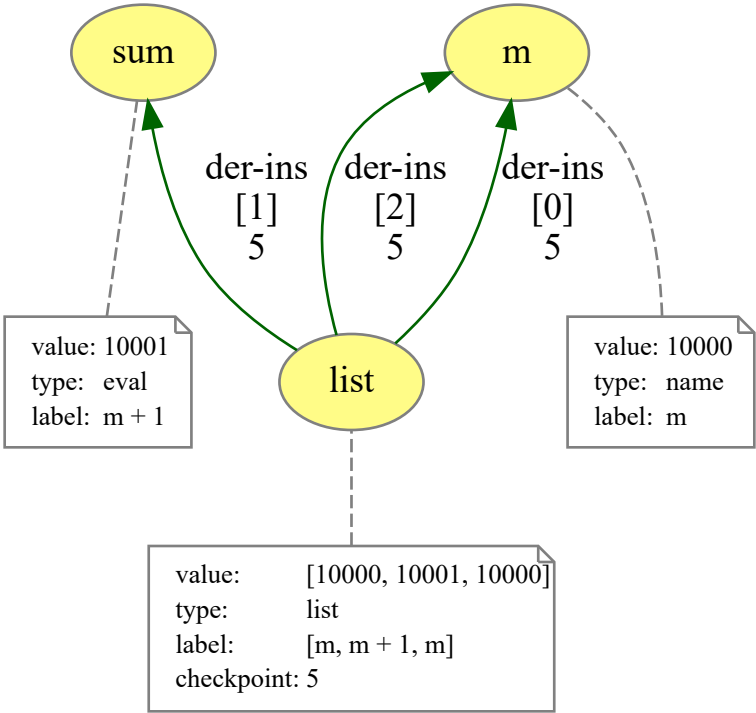 sum
m
der-ins
[1]
5
der-ins
[2]
5
der-ins
[0]
5
value: 10001
type: eval
label: m + 1
list
value: 10000
type: name
label: m
value: [10000, 10001, 10000]
type: list
label: [m, m + 1, m]
checkpoint: 5